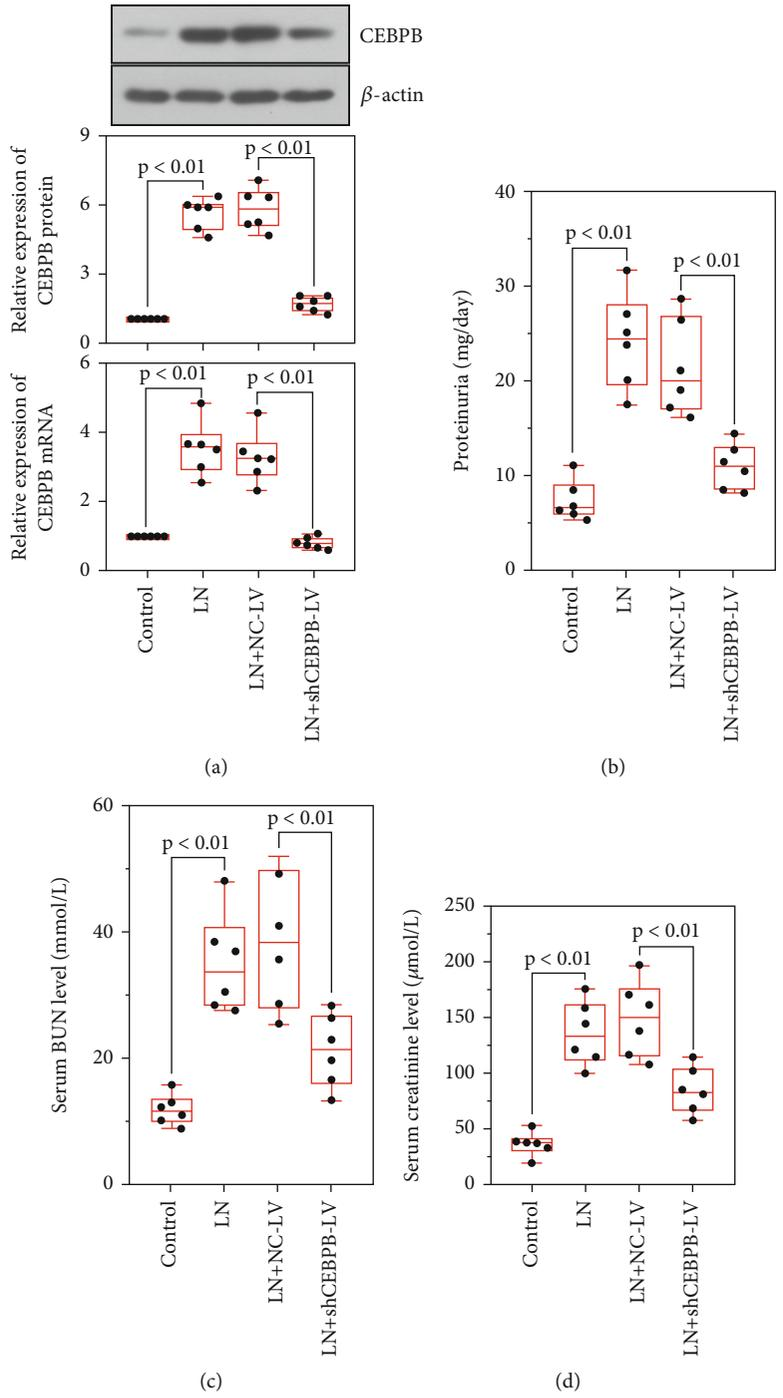 CEBPB
β-actin
Relative expression of
CEBPB protein
9
6
3
0
p < 0.01
p < 0.01
Relative expression of
CEBPB mRNA
6
4
2
0
p < 0.01
p < 0.01
Control
LN
LN+NC-LV
LN+shCEBPB-LV
(a)
Proteinuria (mg/day)
40
30
20
10
0
p < 0.01
p < 0.01
Control
LN
LN+NC-LV
LN+shCEBPB-LV
(b)
Serum BUN level (mmol/L)
60
40
20
0
p < 0.01
p < 0.01
Control
LN
LN+NC-LV
LN+shCEBPB-LV
(c)
Serum creatinine level (μmol/L)
250
200
150
100
50
0
p < 0.01
p < 0.01
Control
LN
LN+NC-LV
LN+shCEBPB-LV
(d)